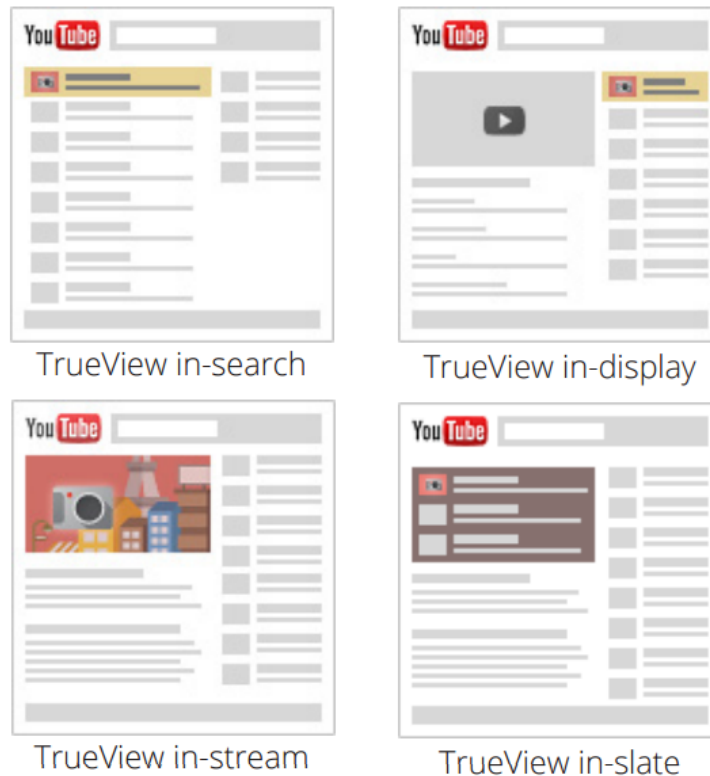 YouTube
YouTube
TrueView in-search
TrueView in-display
YouTube
YouTube
TrueView in-stream
TrueView in-slate